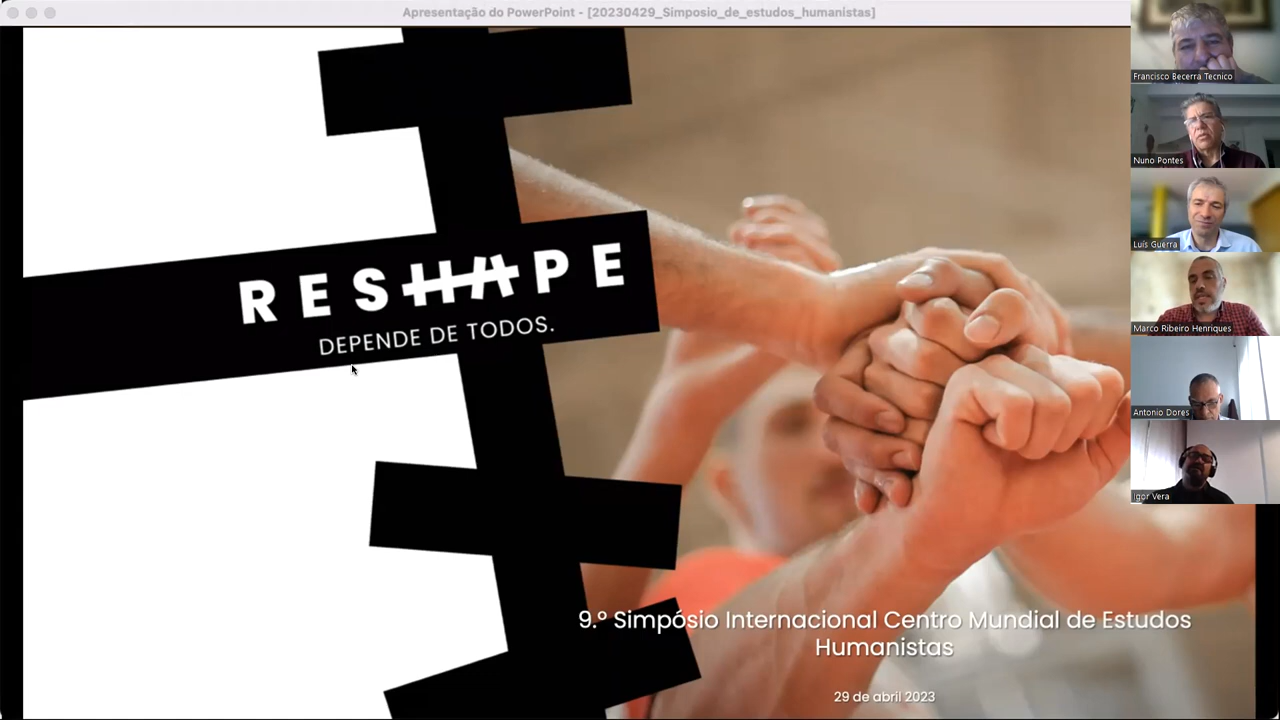 Apresentação do PowerPoint - [20230429_Simposio_de_estudos_humanistas]
RESHAPE
DEPENDE DE TODOS.
9.º Simpósio Internacional Centro Mundial de Estudos
Humanistas
29 de abril 2023
Francisco Becerra Tecnico
Nuno Pontes
Luís Guerra
Marco Ribeiro Henriques
Antonio Dores
Igor Vera